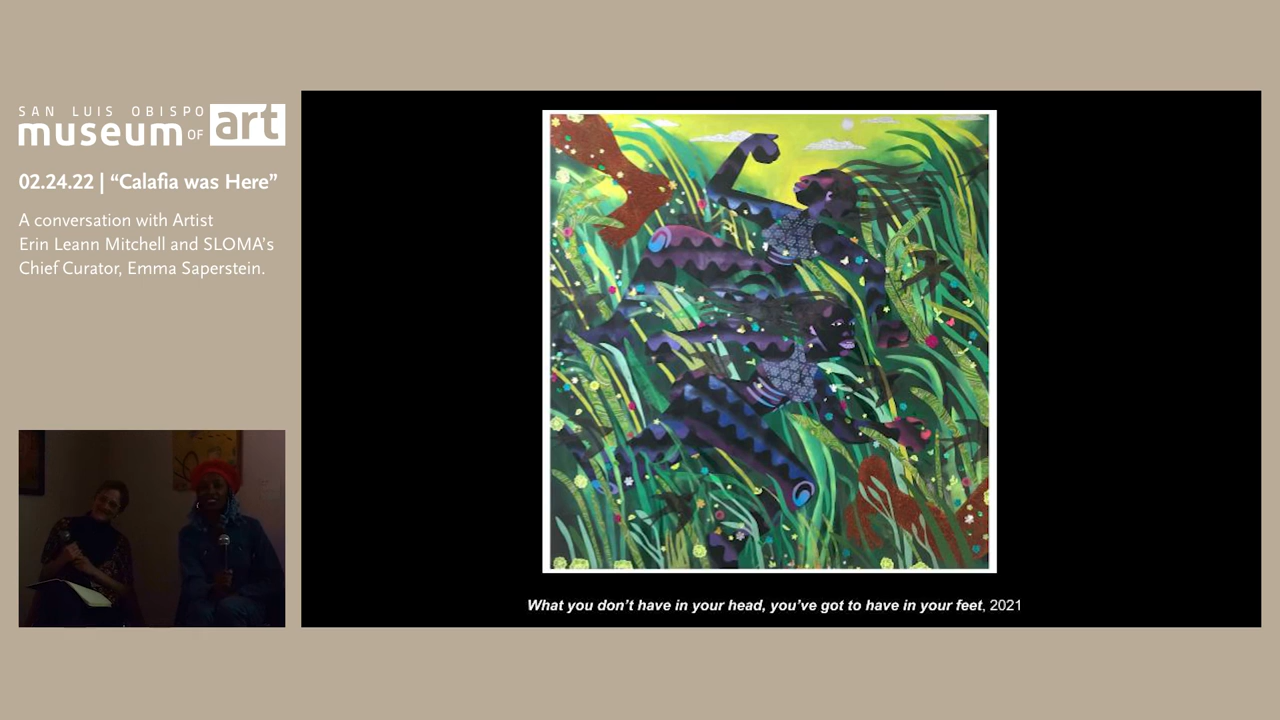 SAN LUIS OBISPO
museum OF art
02.24.22 | “Calafia was Here”
A conversation with Artist
Erin Leann Mitchell and SLOMA’s
Chief Curator, Emma Saperstein.
What you don’t have in your head, you’ve got to have in your feet, 2021